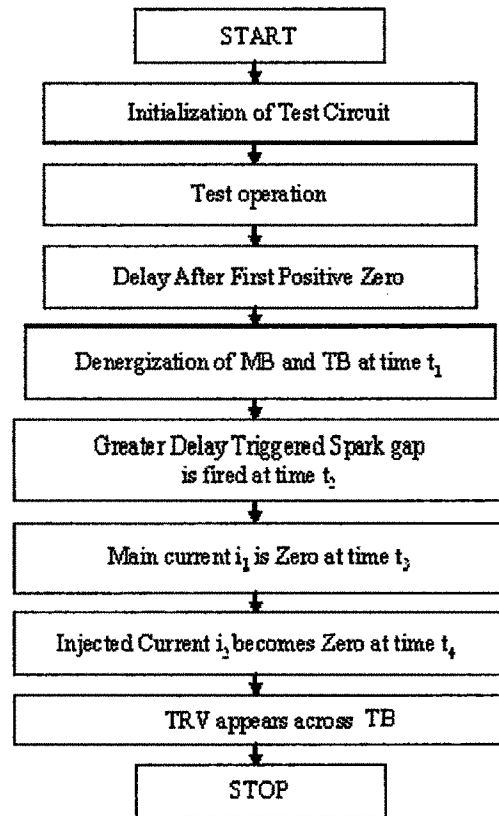 START
Initialization of Test Circuit
Test operation
Delay After First Positive Zero
Denergization of MB and TB at time t₁
Greater Delay Triggered Spark gap
is fired at time t₂
Main current i₁ is Zero at time t₃
Injected Current i₂ becomes Zero at time t₄
TRV appears across TB
STOP